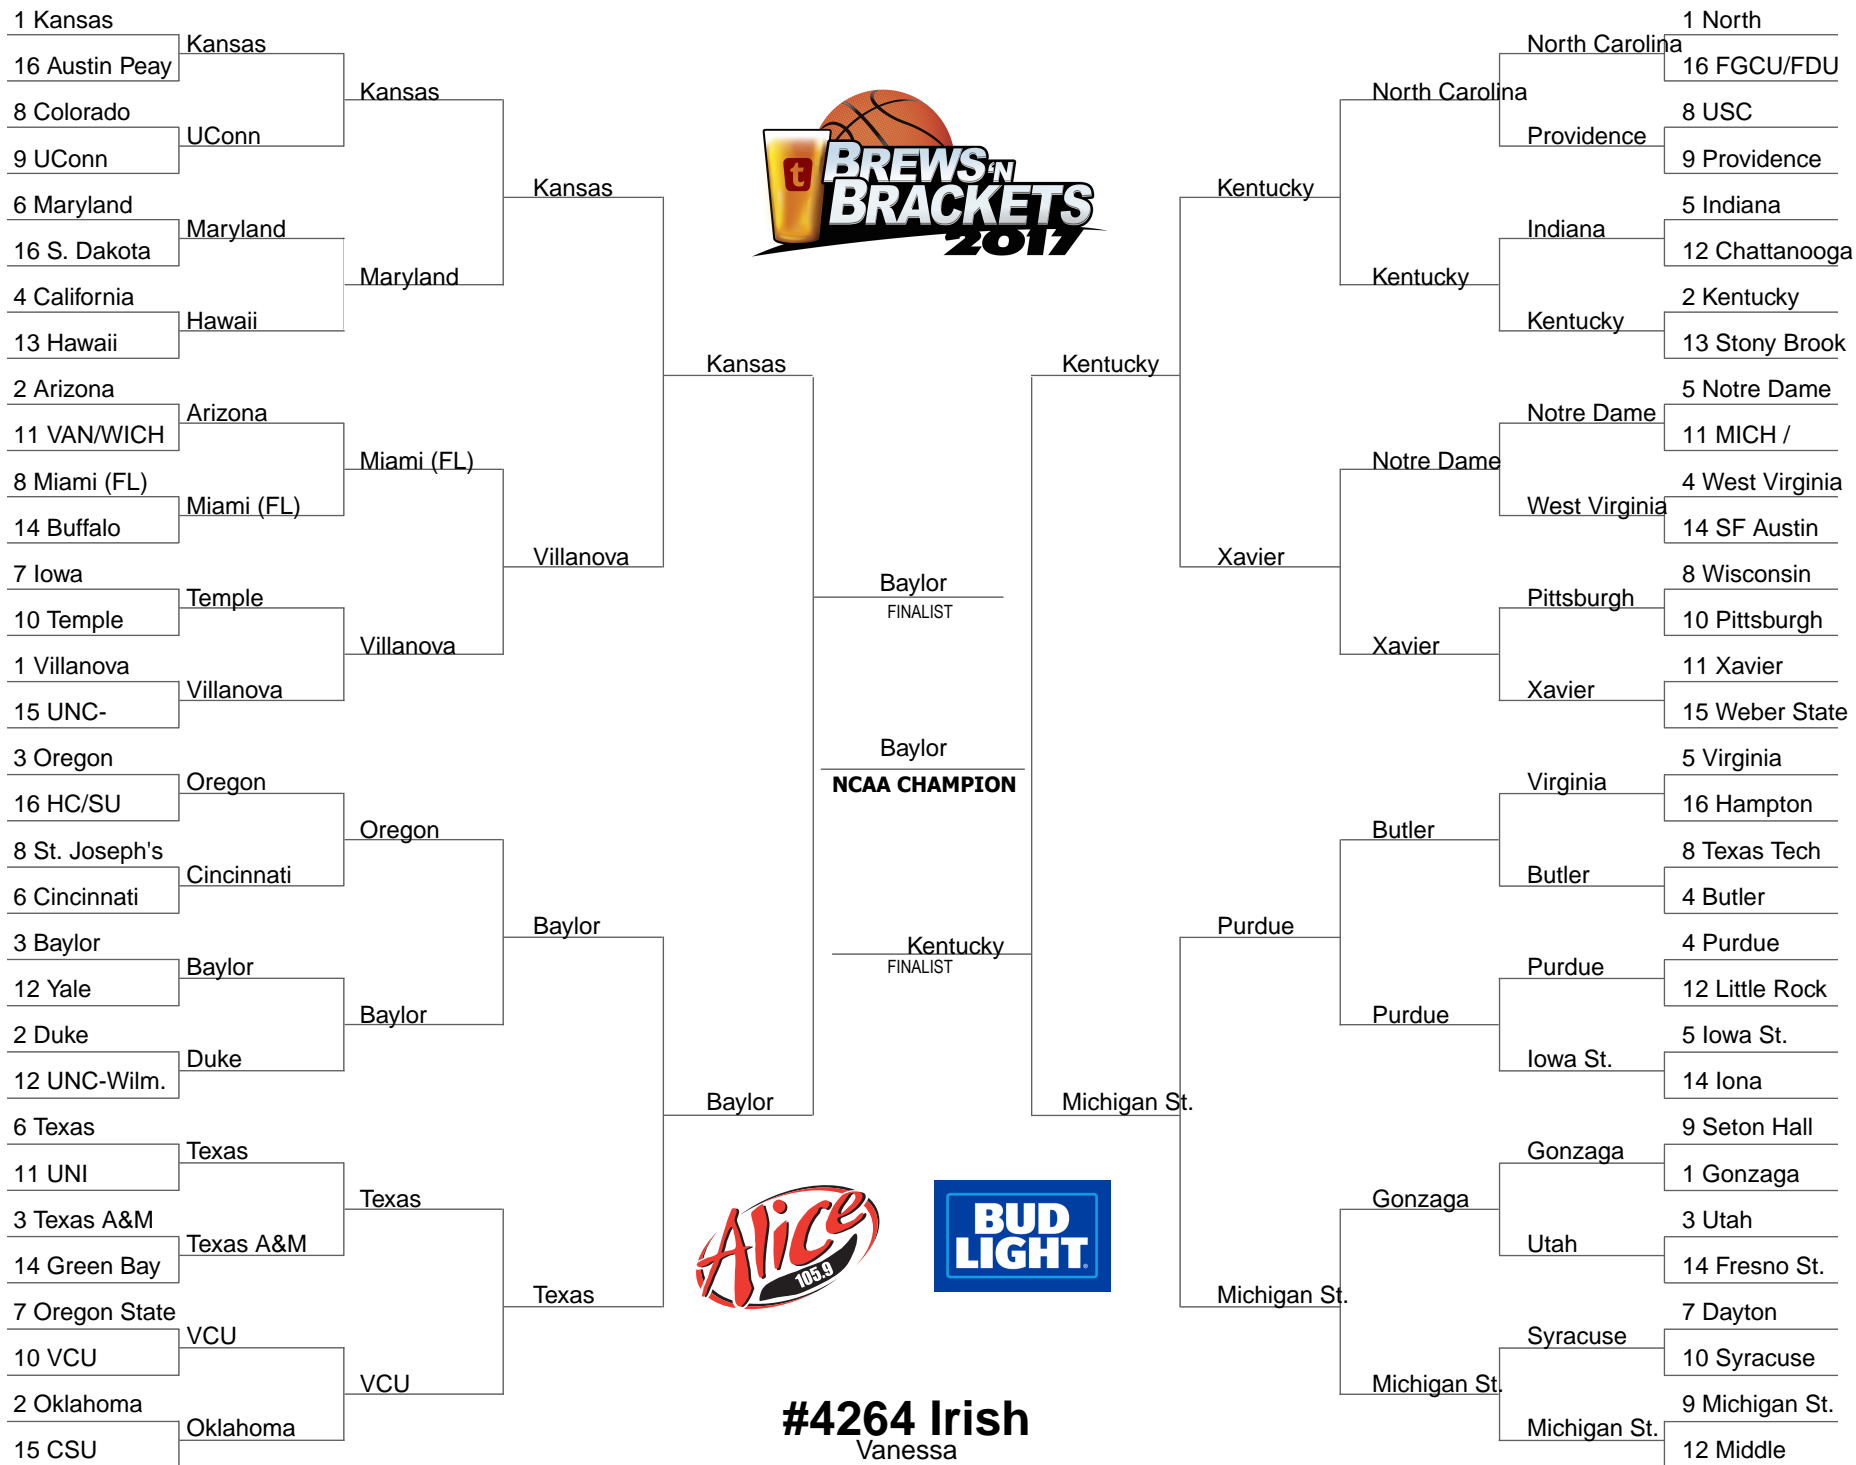 1 Kansas
16 Austin Peay
8 Colorado
9 UConn
6 Maryland
16 S. Dakota
4 California
13 Hawaii
2 Arizona
11 VAN/WICH
8 Miami (FL)
14 Buffalo
7 Iowa
10 Temple
1 Villanova
15 UNC-
3 Oregon
16 HC/SU
8 St. Joseph's
6 Cincinnati
3 Baylor
12 Yale
2 Duke
12 UNC-Wilm.
6 Texas
11 UNI
3 Texas A&M
14 Green Bay
7 Oregon State
10 VCU
2 Oklahoma
15 CSU
Kansas
UConn
Maryland
Hawaii
Arizona
Miami (FL)
Temple
Villanova
Oregon
Cincinnati
Baylor
Duke
Texas
Texas A&M
VCU
Oklahoma
Kansas
Maryland
Miami (FL)
Villanova
Oregon
Baylor
Texas
VCU
Kansas
Villanova
Baylor
Texas
Kansas
Baylor
t
BREWS'N
BRACKETS
2017
Baylor
FINALIST
Baylor
NCAA CHAMPION
Kentucky
FINALIST
Alice
105.9
BUD
LIGHT
#4264 Irish
Vanessa
Kentucky
Michigan St.
Kentucky
Xavier
Purdue
Michigan St.
North Carolina
Kentucky
Notre Dame
Xavier
Butler
Purdue
Gonzaga
Michigan St.
North Carolina
Providence
Indiana
Kentucky
Notre Dame
West Virginia
Pittsburgh
Xavier
Virginia
Butler
Purdue
Iowa St.
Gonzaga
Utah
Syracuse
Michigan St.
1 North
16 FGCU/FDU
8 USC
9 Providence
5 Indiana
12 Chattanooga
2 Kentucky
13 Stony Brook
5 Notre Dame
11 MICH /
4 West Virginia
14 SF Austin
8 Wisconsin
10 Pittsburgh
11 Xavier
15 Weber State
5 Virginia
16 Hampton
8 Texas Tech
4 Butler
4 Purdue
12 Little Rock
5 Iowa St.
14 Iona
9 Seton Hall
1 Gonzaga
3 Utah
14 Fresno St.
7 Dayton
10 Syracuse
9 Michigan St.
12 Middle